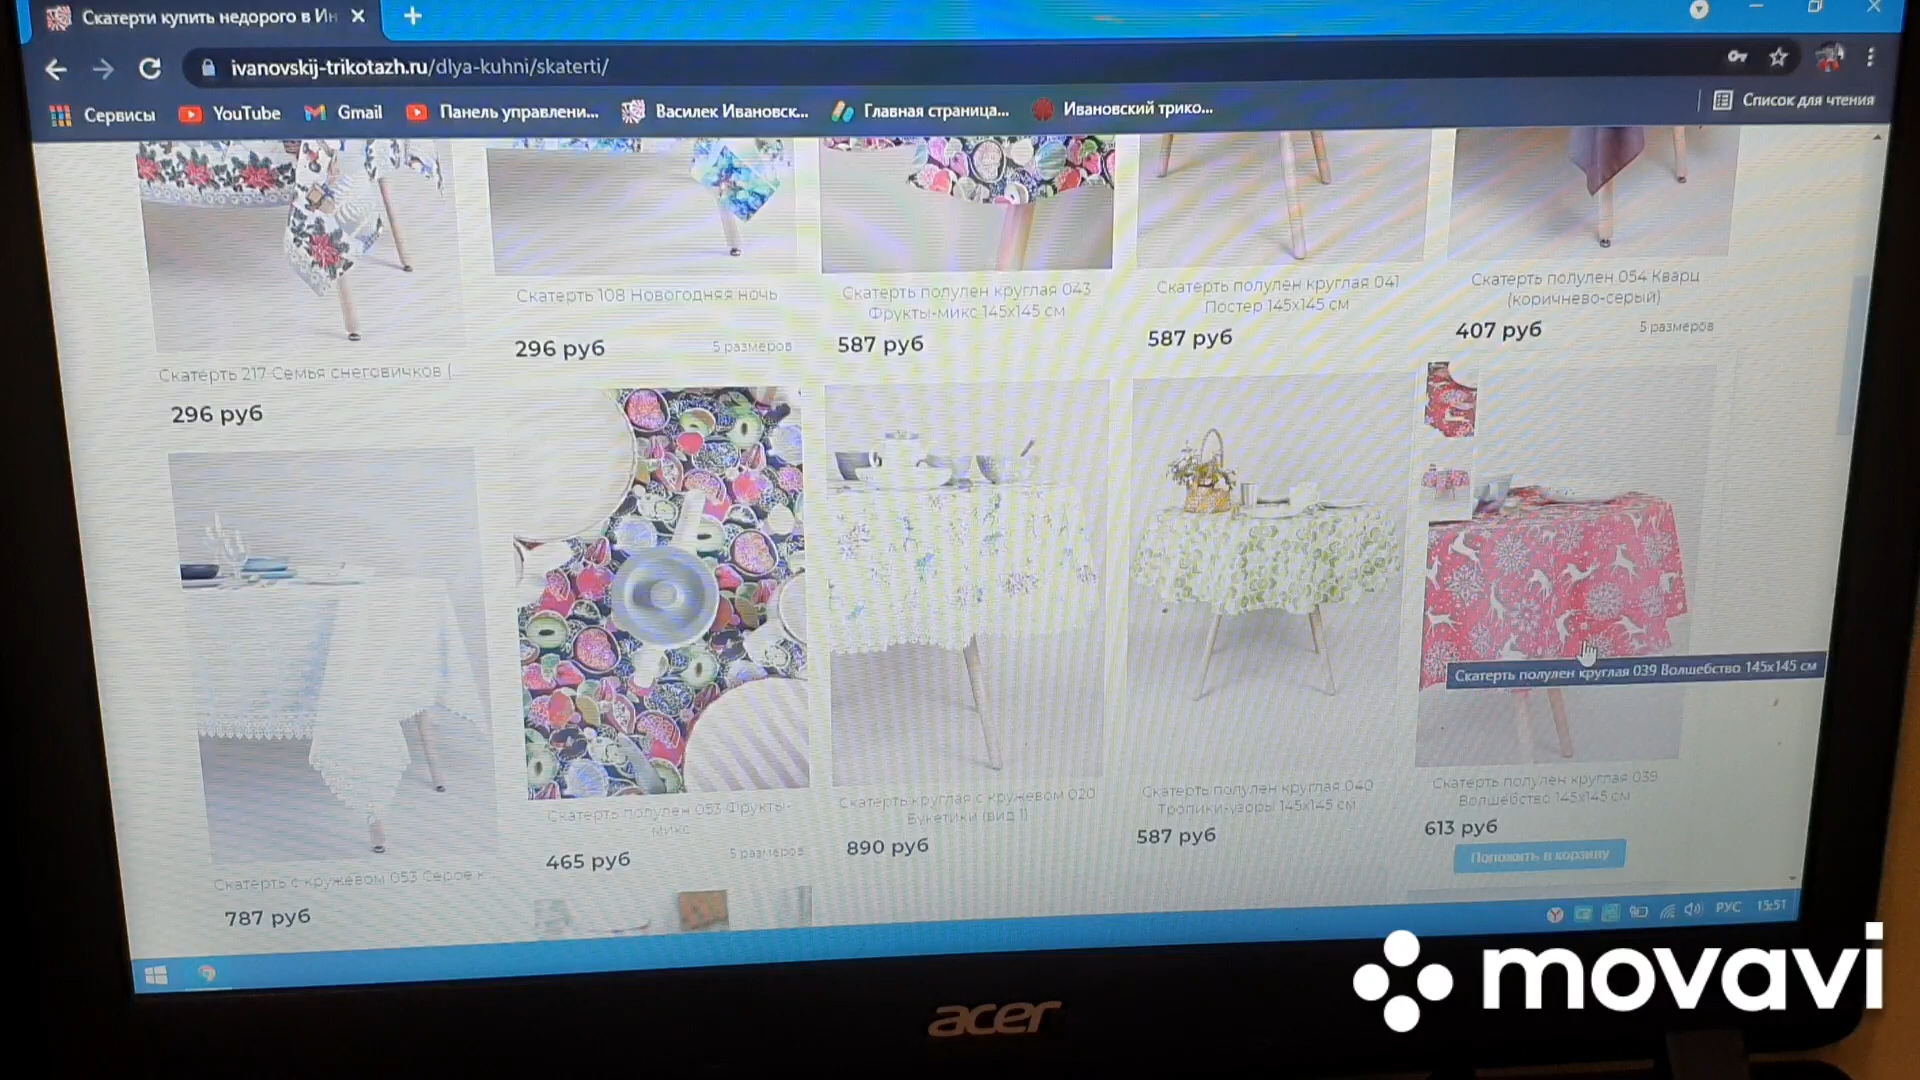 Скатерти купить недорого в Ин
ivanovskij-trikotazh.ru/dlya-kuhni/skaterti/
Сервисы
YouTube
Gmail
Панель управлени...
Василек Ивановск...
Главная страница...
Ивановский трико...
Список для чтения
Скатерть 217 Семья снеговичков (...
296 руб
Скатерть 108 Новогодняя ночь
296 руб
5 размеров
Скатерть полулен круглая 043
Фрукты-микс 145х145 см
587 руб
Скатерть полулен круглая 041
Постер 145х145 см
587 руб
Скатерть полулен 054 Кварц
(коричнево-серый)
407 руб
5 размеров
Скатерть полулен круглая 039 Волшебство 145х145 см
Скатерть с кружевом 053 Серое к...
787 руб
Скатерть полулен 053 Фрукты-
микс
465 руб
5 размеров
Скатерть круглая с кружевом 020
Букетики (вид 1)
890 руб
Скатерть полулен круглая 040
Тропики-узоры 145х145 см
587 руб
Скатерть полулен круглая 039
Волшебство 145х145 см
613 руб
Положить в корзину
РУС
15:51
acer
movavi